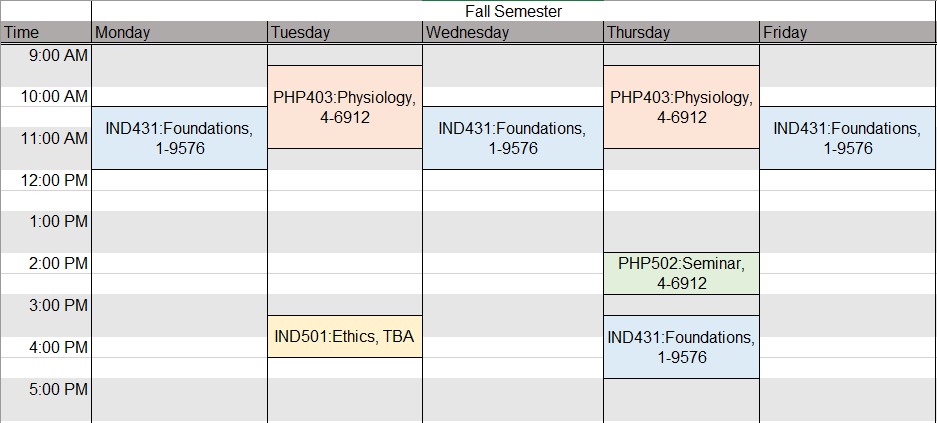 Fall Semester
Time Monday Tuesday Wednesday Thursday Friday
9:00 AM
10:00 AM
PHP403:Physiology,
4-6912
PHP403:Physiology,
4-6912
11:00 AM
IND431:Foundations,
1-9576
IND431:Foundations,
1-9576
IND431:Foundations,
1-9576
12:00 PM
1:00 PM
2:00 PM
PHP502:Seminar,
4-6912
3:00 PM
IND501:Ethics, TBA
IND431:Foundations,
1-9576
4:00 PM
5:00 PM